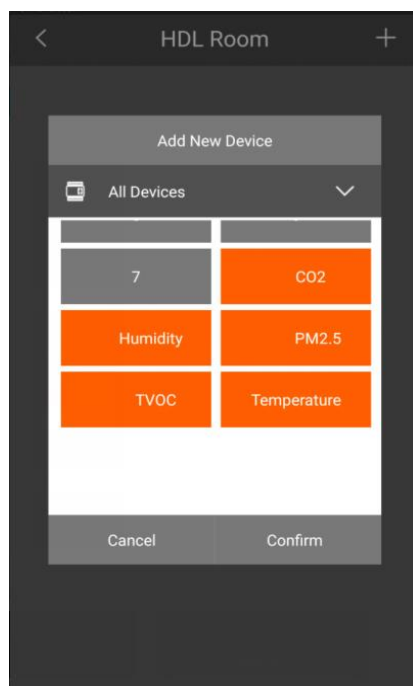 HDL Room
Add New Device
All Devices
7
CO2
Humidity
PM2.5
TVOC
Temperature
Cancel
Confirm